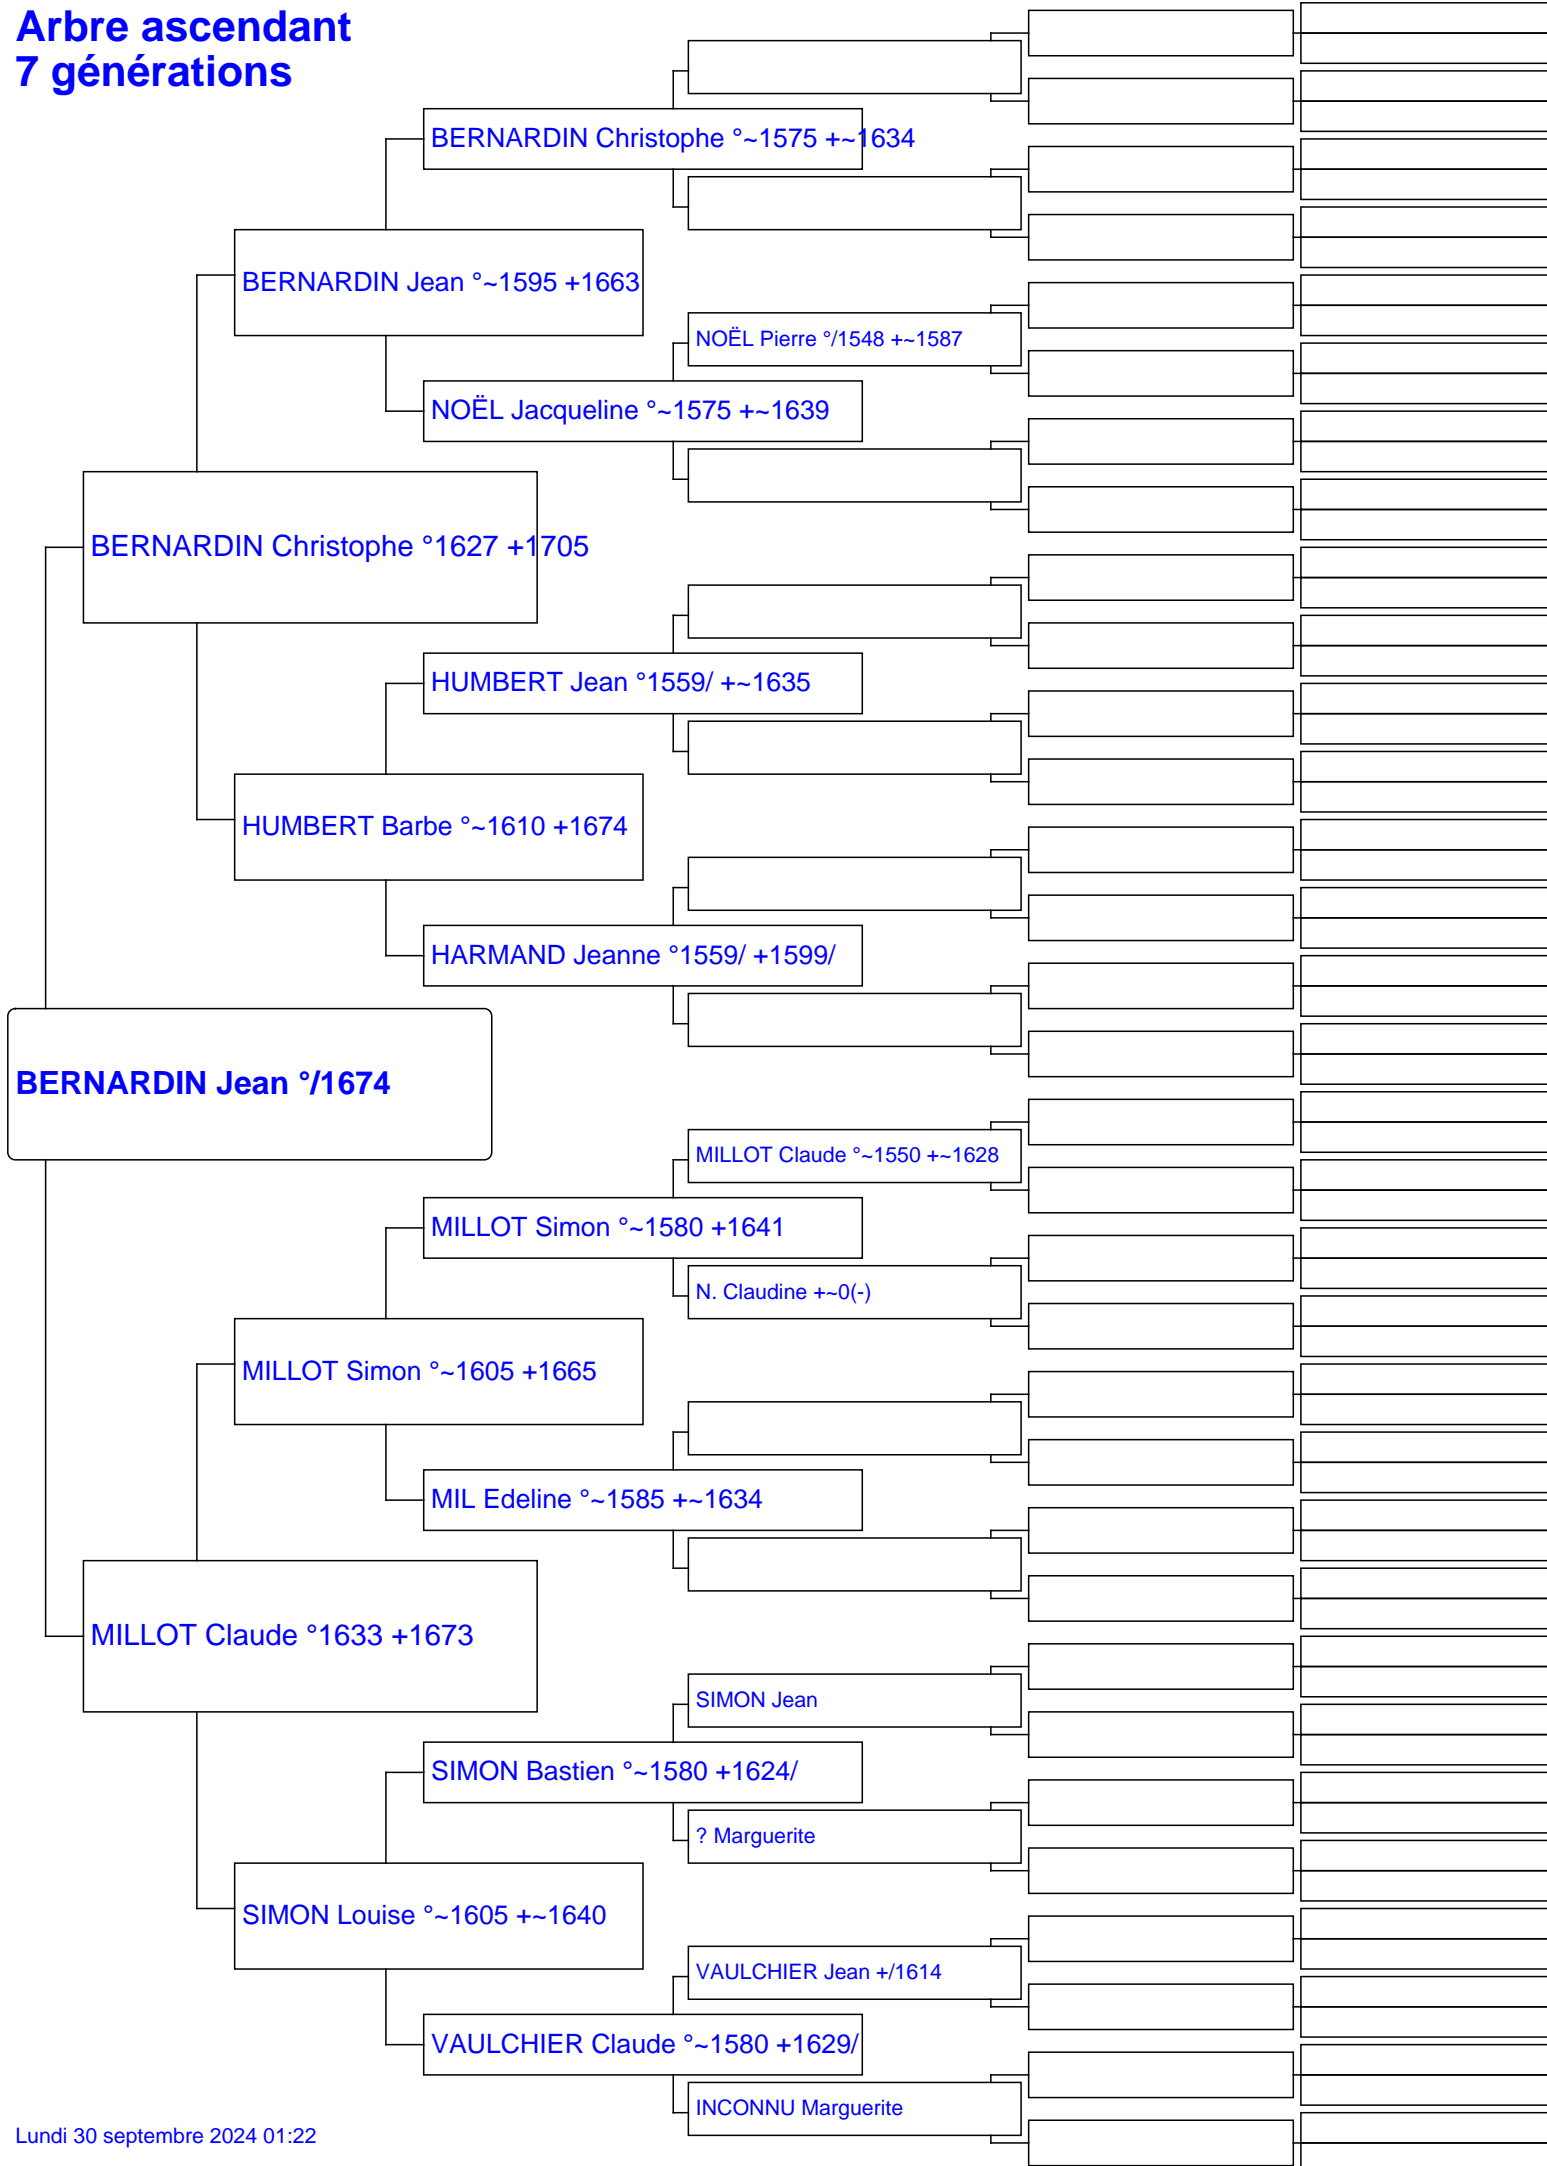 Arbre ascendant
7 générations
BERNARDIN Christophe °~1575 +~1634
BERNARDIN Jean °~1595 +1663
NOËL Pierre °/1548 +~1587
NOËL Jacqueline °~1575 +~1639
BERNARDIN Christophe °1627 +1705
HUMBERT Jean °1559/ +~1635
HUMBERT Barbe °~1610 +1674
HARMAND Jeanne °1559/ +1599/
BERNARDIN Jean °/1674
MILLOT Claude °~1550 +~1628
MILLOT Simon °~1580 +1641
N. Claudine +~0(-)
MILLOT Simon °~1605 +1665
MIL Edeline °~1585 +~1634
MILLOT Claude °1633 +1673
SIMON Jean
SIMON Bastien °~1580 +1624/
? Marguerite
SIMON Louise °~1605 +~1640
VAULCHIER Jean +/1614
VAULCHIER Claude °~1580 +1629/
INCONNU Marguerite
Lundi 30 septembre 2024 01:22